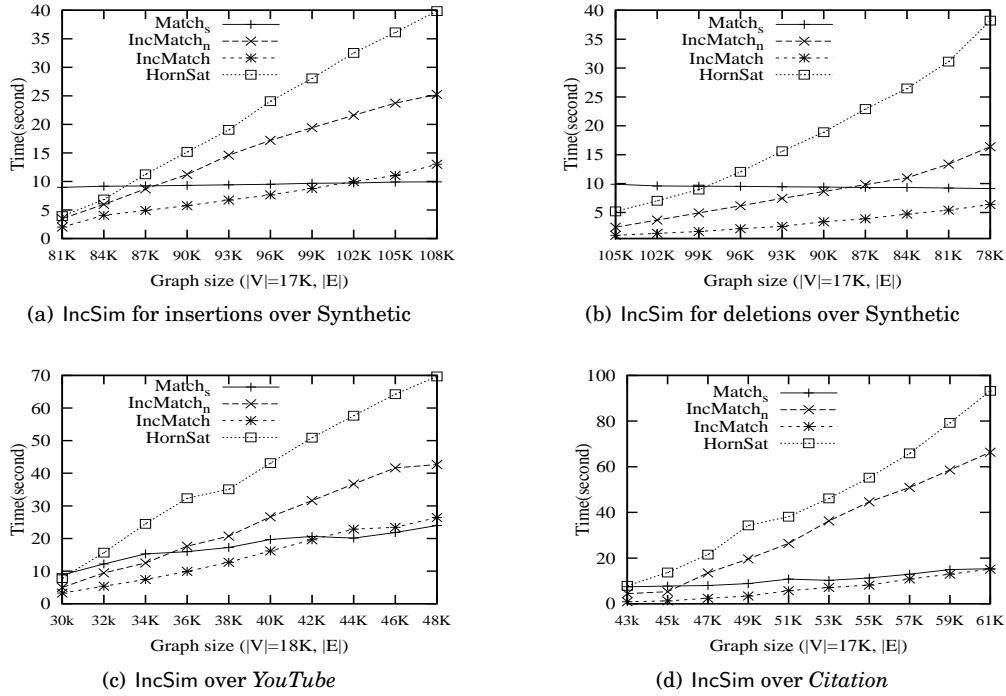 40
35
30
25
20
15
10
5
0
Time(second)
Match_s
IncMatch_n
IncMatch
HornSat
81K 84K 87K 90K 93K 96K 99K 102K 105K 108K
Graph size (|V|=17K, |E|)
(a) IncSim for insertions over Synthetic
40
35
30
25
20
15
10
5
Time(second)
Match_s
IncMatch_n
IncMatch
HornSat
105K 102K 99K 96K 93K 90K 87K 84K 81K 78K
Graph size (|V|=17K, |E|)
(b) IncSim for deletions over Synthetic
70
60
50
40
30
20
10
0
Time(second)
Match_s
IncMatch_n
IncMatch
HornSat
30k 32k 34K 36K 38K 40K 42K 44K 46K 48K
Graph size (|V|=18K, |E|)
(c) IncSim over YouTube
100
80
60
40
20
0
Time(second)
Match_s
IncMatch_n
IncMatch
HornSat
43k 45k 47K 49K 51K 53K 55K 57K 59K 61K
Graph size (|V|=17K, |E|)
(d) IncSim over Citation